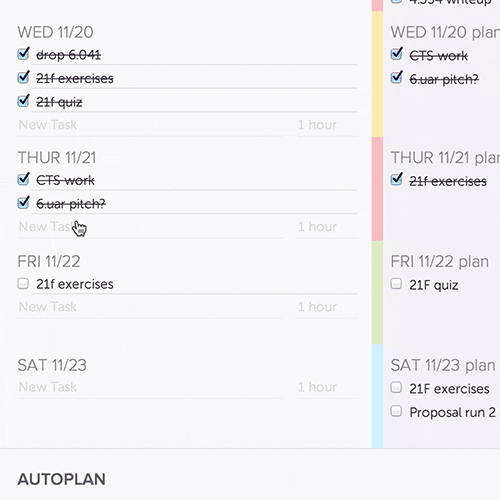 4.354 writeup
WED 11/20
drop 6.041
21f exercises
21f quiz
New Task 1 hour
WED 11/20 plan
CTS work
6.uar pitch?
THUR 11/21
CTS work
6.uar pitch?
New Task 1 hour
THUR 11/21 plan
21f exercises
FRI 11/22
21f exercises
New Task 1 hour
FRI 11/22 plan
21F quiz
SAT 11/23
New Task 1 hour
SAT 11/23 plan
21F exercises
Proposal run 2
AUTOPLAN